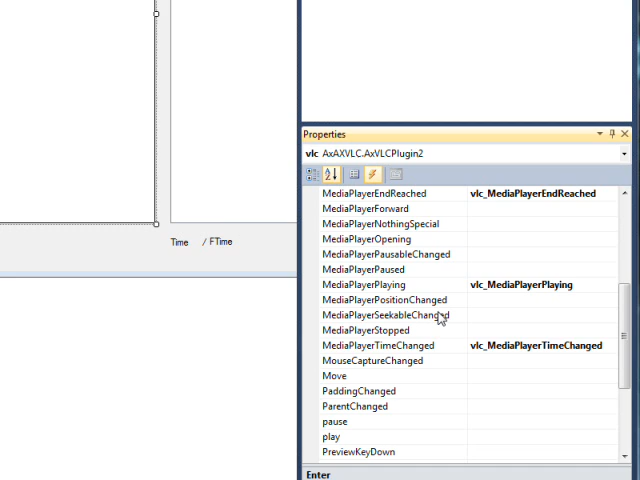 Properties
vlc AxAXVLC.AxVLCPlugin2
MediaPlayerEndReached vlc_MediaPlayerEndReached
MediaPlayerForward
MediaPlayerNothingSpecial
MediaPlayerOpening
MediaPlayerPausableChanged
MediaPlayerPaused
MediaPlayerPlaying vlc_MediaPlayerPlaying
MediaPlayerPositionChanged
MediaPlayerSeekableChanged
MediaPlayerStopped
MediaPlayerTimeChanged vlc_MediaPlayerTimeChanged
MouseCaptureChanged
Move
PaddingChanged
ParentChanged
pause
play
PreviewKeyDown
Enter
Time / FTime